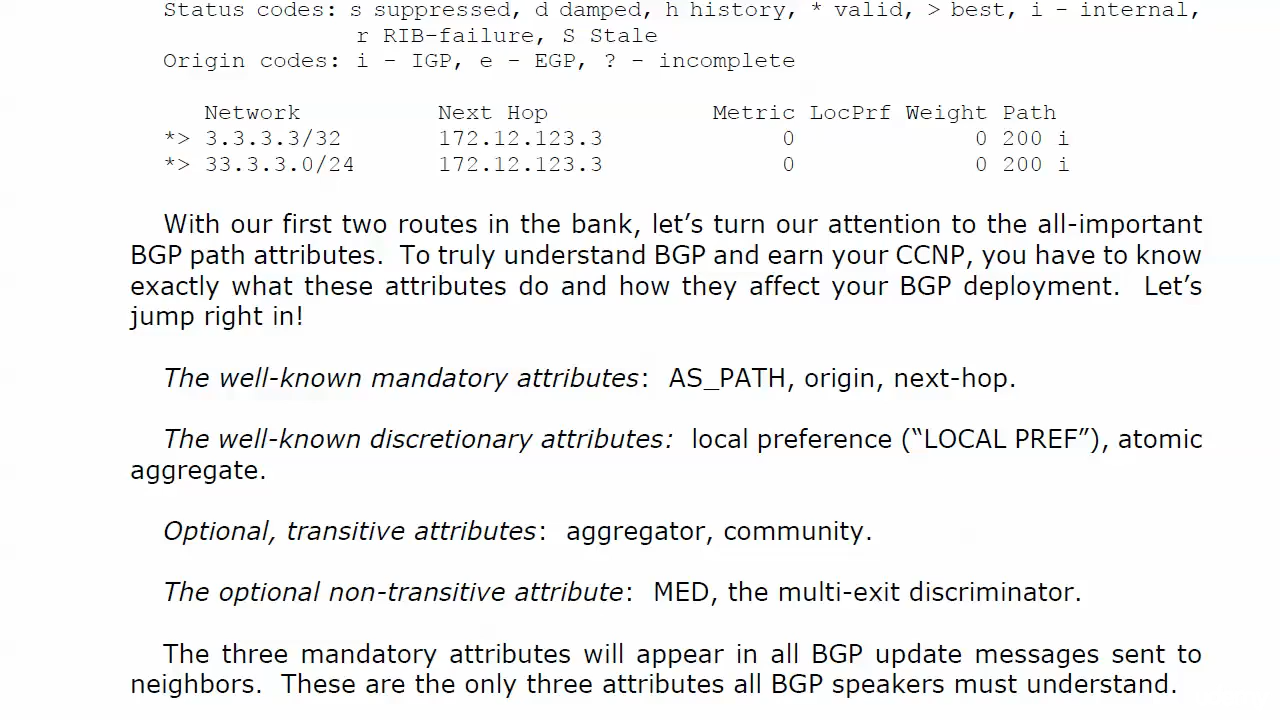 Status codes: s suppressed, d damped, h history, * valid, > best, i - internal,
r RIB-failure, S Stale
Origin codes: i - IGP, e - EGP, ? - incomplete
Network Next Hop Metric LocPrf Weight Path
*> 3.3.3.3/32 172.12.123.3 0 0 200 i
*> 33.3.3.0/24 172.12.123.3 0 0 200 i
With our first two routes in the bank, let’s turn our attention to the all-important
BGP path attributes. To truly understand BGP and earn your CCNP, you have to know
exactly what these attributes do and how they affect your BGP deployment. Let’s
jump right in!
The well-known mandatory attributes: AS_PATH, origin, next-hop.
The well-known discretionary attributes: local preference (“LOCAL PREF”), atomic
aggregate.
Optional, transitive attributes: aggregator, community.
The optional non-transitive attribute: MED, the multi-exit discriminator.
The three mandatory attributes will appear in all BGP update messages sent to
neighbors. These are the only three attributes all BGP speakers must understand.